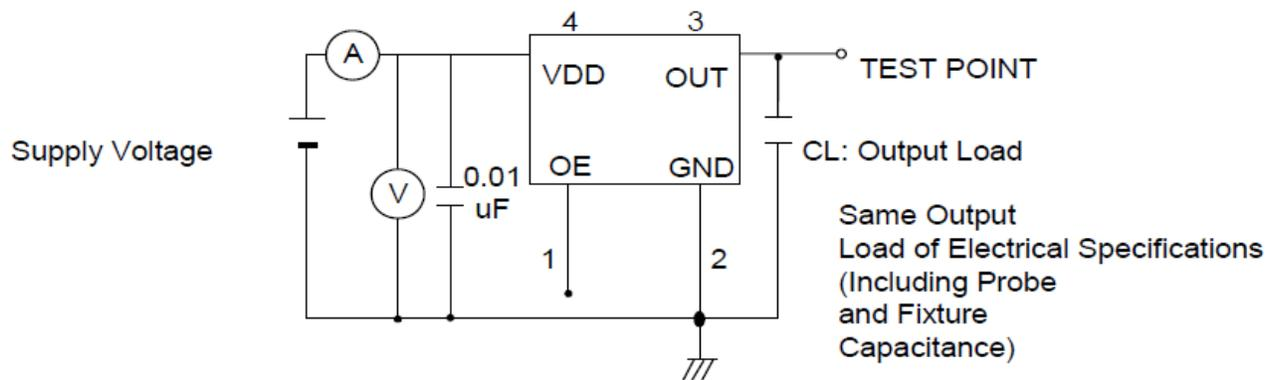 4
3
A
VDD
OUT
TEST POINT
Supply Voltage
CL: Output Load
OE
GND
V
0.01
uF
Same Output
Load of Electrical Specifications
(Including Probe
and Fixture
Capacitance)
1
2